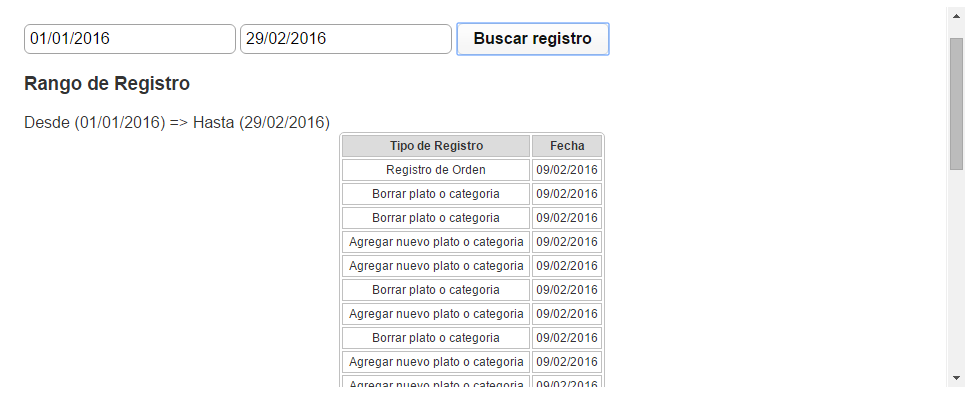 01/01/2016 29/02/2016 Buscar registro
Rango de Registro
Desde (01/01/2016) => Hasta (29/02/2016)
Tipo de Registro Fecha
Registro de Orden 09/02/2016
Borrar plato o categoria 09/02/2016
Borrar plato o categoria 09/02/2016
Agregar nuevo plato o categoria 09/02/2016
Agregar nuevo plato o categoria 09/02/2016
Borrar plato o categoria 09/02/2016
Agregar nuevo plato o categoria 09/02/2016
Borrar plato o categoria 09/02/2016
Agregar nuevo plato o categoria 09/02/2016
Agregar nuevo plato o categoria 09/02/2016